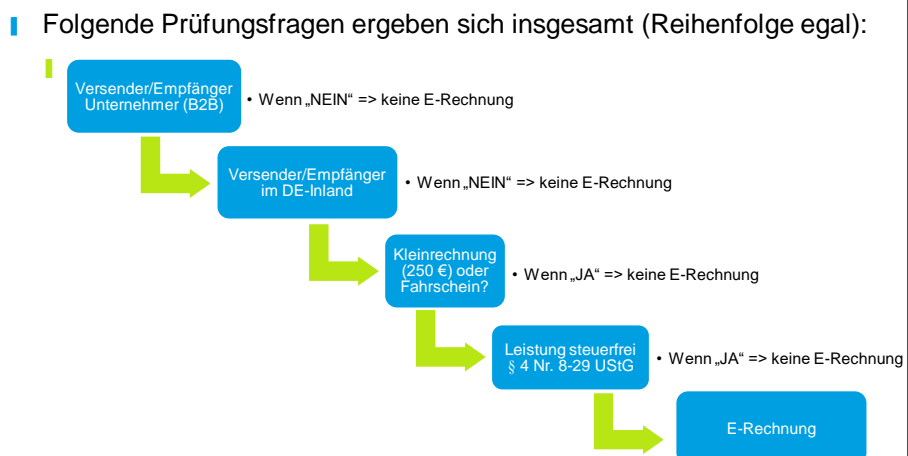 Folgende Prüfungsfragen ergeben sich insgesamt (Reihenfolge egal):
Versender/Empfänger
Unternehmer (B2B)
• Wenn „NEIN“ => keine E-Rechnung
Versender/Empfänger
im DE-Inland
• Wenn „NEIN“ => keine E-Rechnung
Kleinrechnung
(250 €) oder
Fahrschein?
• Wenn „JA“ => keine E-Rechnung
Leistung steuerfrei
§ 4 Nr. 8-29 UStG
• Wenn „JA“ => keine E-Rechnung
E-Rechnung